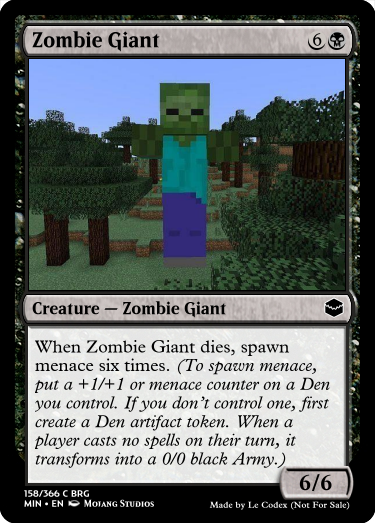 Zombie Giant 6
Creature — Zombie Giant
When Zombie Giant dies, spawn
menace six times. (To spawn menace,
put a +1/+1 or menace counter on a Den
you control. If you don't control one, first
create a Den artifact token. When a
player casts no spells on their turn, it
transforms into a 0/0 black Army.)
6/6
158/366 C BRG
MIN • EN Mojang Studios
Made by Le Codex (Not For Sale)